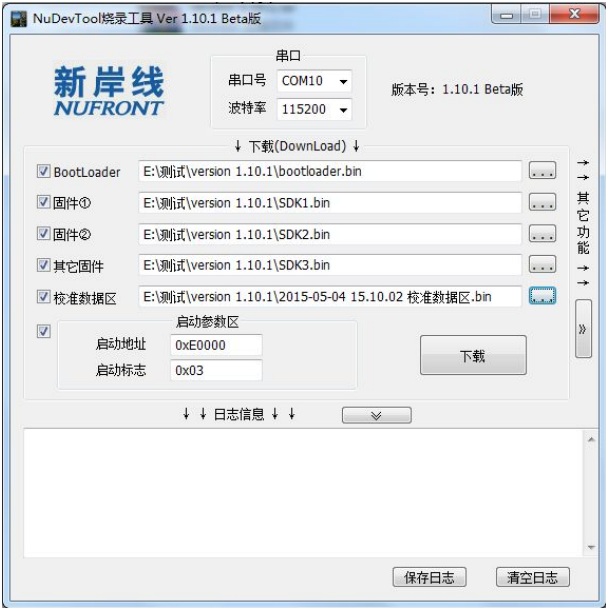 NuDevTool烧录工具 Ver 1.10.1 Beta版
新岸线
NUFRONT
串口
串口号 COM10
波特率 115200
版本号：1.10.1 Beta版
↓ 下载(DownLoad) ↓
BootLoader E:\测试\version 1.10.1\bootloader.bin ...
固件① E:\测试\version 1.10.1\SDK1.bin ...
固件② E:\测试\version 1.10.1\SDK2.bin ...
其它固件 E:\测试\version 1.10.1\SDK3.bin ...
校准数据区 E:\测试\version 1.10.1\2015-05-04 15.10.02 校准数据区.bin ...
启动参数区
启动地址 0xE0000
启动标志 0x03
下载
→→其它功能→→
»
↓ ↓ 日志信息 ↓ ↓
保存日志 清空日志